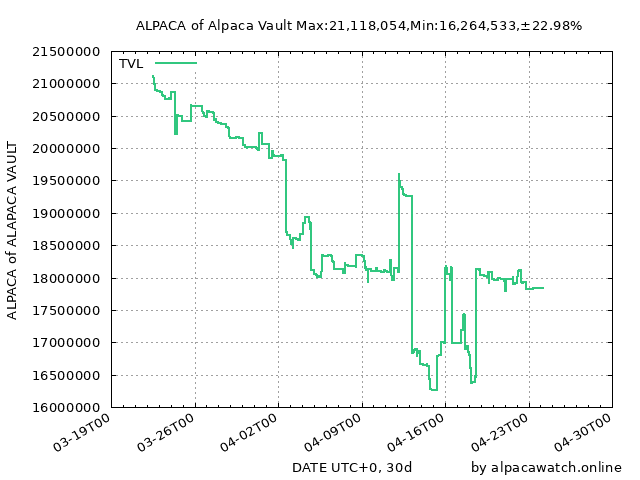 ALPACA of Alpaca Vault Max:21,118,054,Min:16,264,533,±22.98%
21500000
21000000
20500000
20000000
19500000
19000000
18500000
18000000
17500000
17000000
16500000
16000000
TVL
ALPACA of ALAPACA VAULT
03-19T00
03-26T00
04-02T00
04-09T00
04-16T00
04-23T00
04-30T00
DATE UTC+0, 30d
by alpacawatch.online